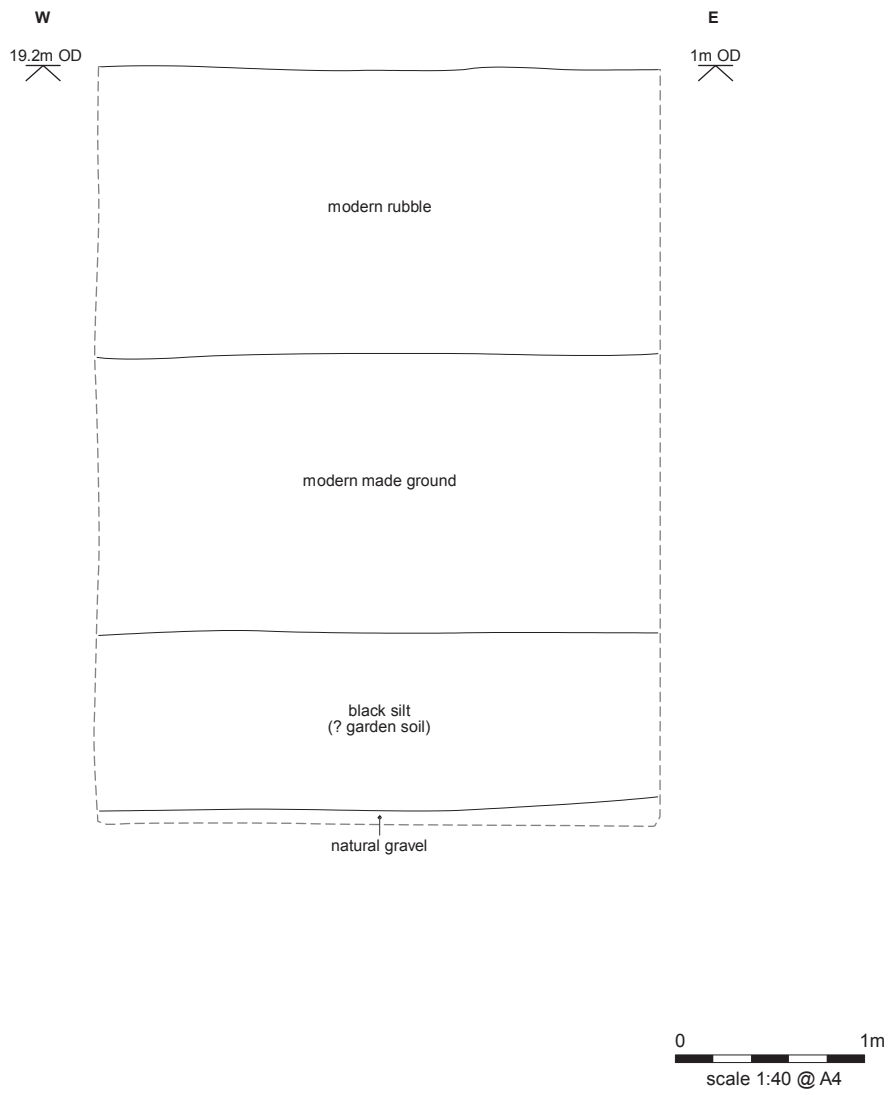 W
E
19.2m OD
1m OD
modern rubble
modern made ground
black silt
(? garden soil)
natural gravel
0
1m
scale 1:40 @ A4